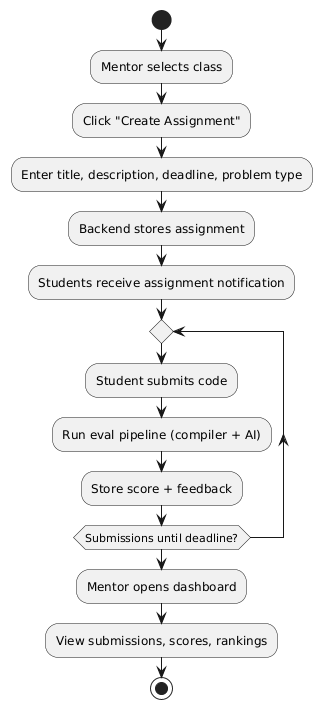 Mentor selects class
Click "Create Assignment"
Enter title, description, deadline, problem type
Backend stores assignment
Students receive assignment notification
Student submits code
Run eval pipeline (compiler + AI)
Store score + feedback
Submissions until deadline?
Mentor opens dashboard
View submissions, scores, rankings